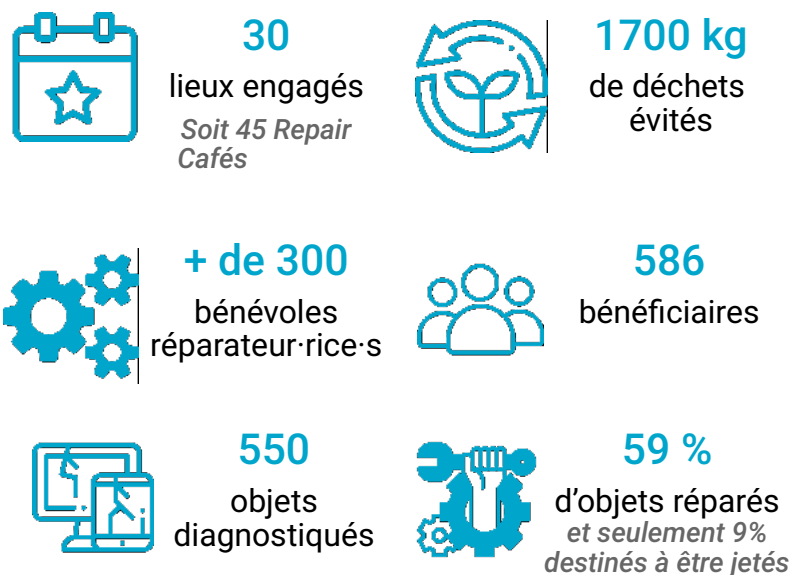 30
lieux engagés
Soit 45 Repair
Cafés
1700 kg
de déchets
évités
+ de 300
bénévoles
réparateur·rice·s
586
bénéficiaires
550
objets
diagnostiqués
59 %
d'objets réparés
et seulement 9%
destinés à être jetés